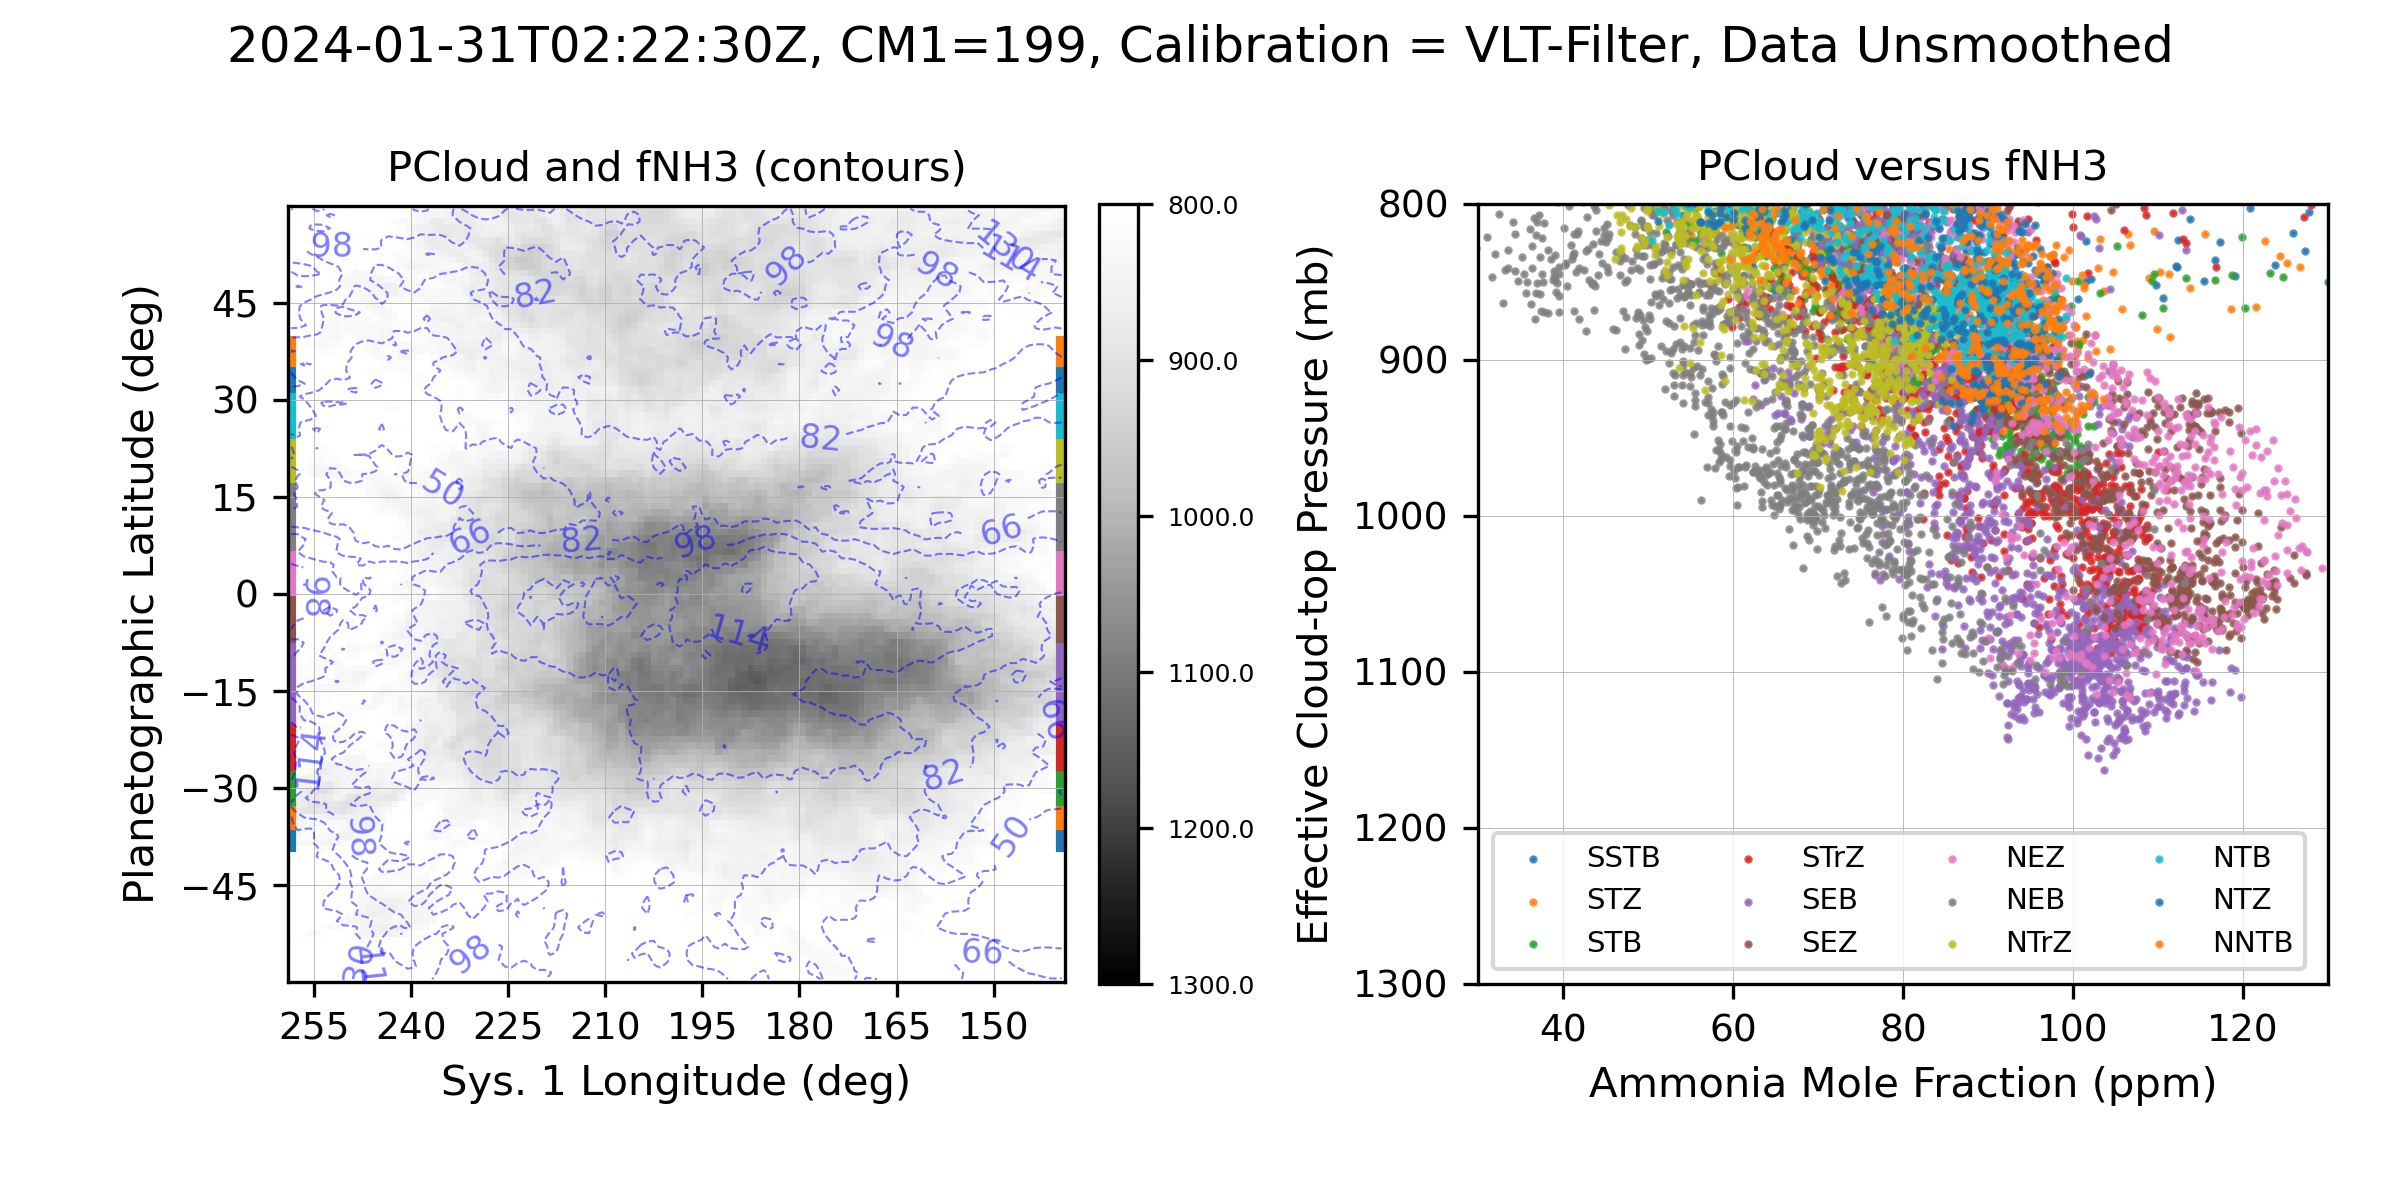 2024-01-31T02:22:30Z, CM1=199, Calibration = VLT-Filter, Data Unsmoothed
PCloud and fNH3 (contours)
Planetographic Latitude (deg)
45
30
15
0
−15
−30
−45
98
82
98
98
130
114
98
82
50
66
82
98
66
98
114
114
82
98
50
98
66
255
240
225
210
195
180
165
150
Sys. 1 Longitude (deg)
800.0
900.0
1000.0
1100.0
1200.0
1300.0
PCloud versus fNH3
Effective Cloud-top Pressure (mb)
800
900
1000
1100
1200
1300
SSTB
STZ
STB
STrZ
SEB
SEZ
NEZ
NEB
NTrZ
NTB
NTZ
NNTB
40
60
80
100
120
Ammonia Mole Fraction (ppm)